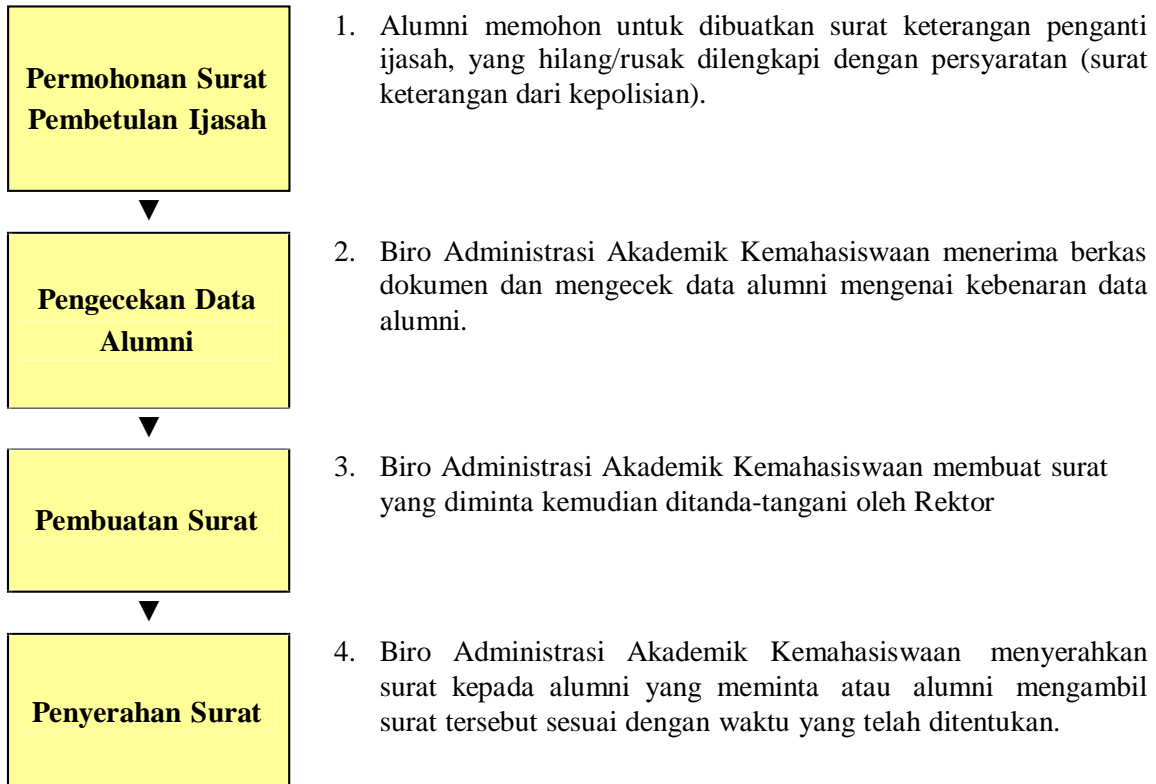 Permohonan Surat
Pembetulan Ijasah
1. Alumni memohon untuk dibuatkan surat keterangan penganti
ijasah, yang hilang/rusak dilengkapi dengan persyaratan (surat
keterangan dari kepolisian).
Pengecekan Data
Alumni
2. Biro Administrasi Akademik Kemahasiswaan menerima berkas
dokumen dan mengecek data alumni mengenai kebenaran data
alumni.
Pembuatan Surat
3. Biro Administrasi Akademik Kemahasiswaan membuat surat
yang diminta kemudian ditanda-tangani oleh Rektor
Penyerahan Surat
4. Biro Administrasi Akademik Kemahasiswaan menyerahkan
surat kepada alumni yang meminta atau alumni mengambil
surat tersebut sesuai dengan waktu yang telah ditentukan.